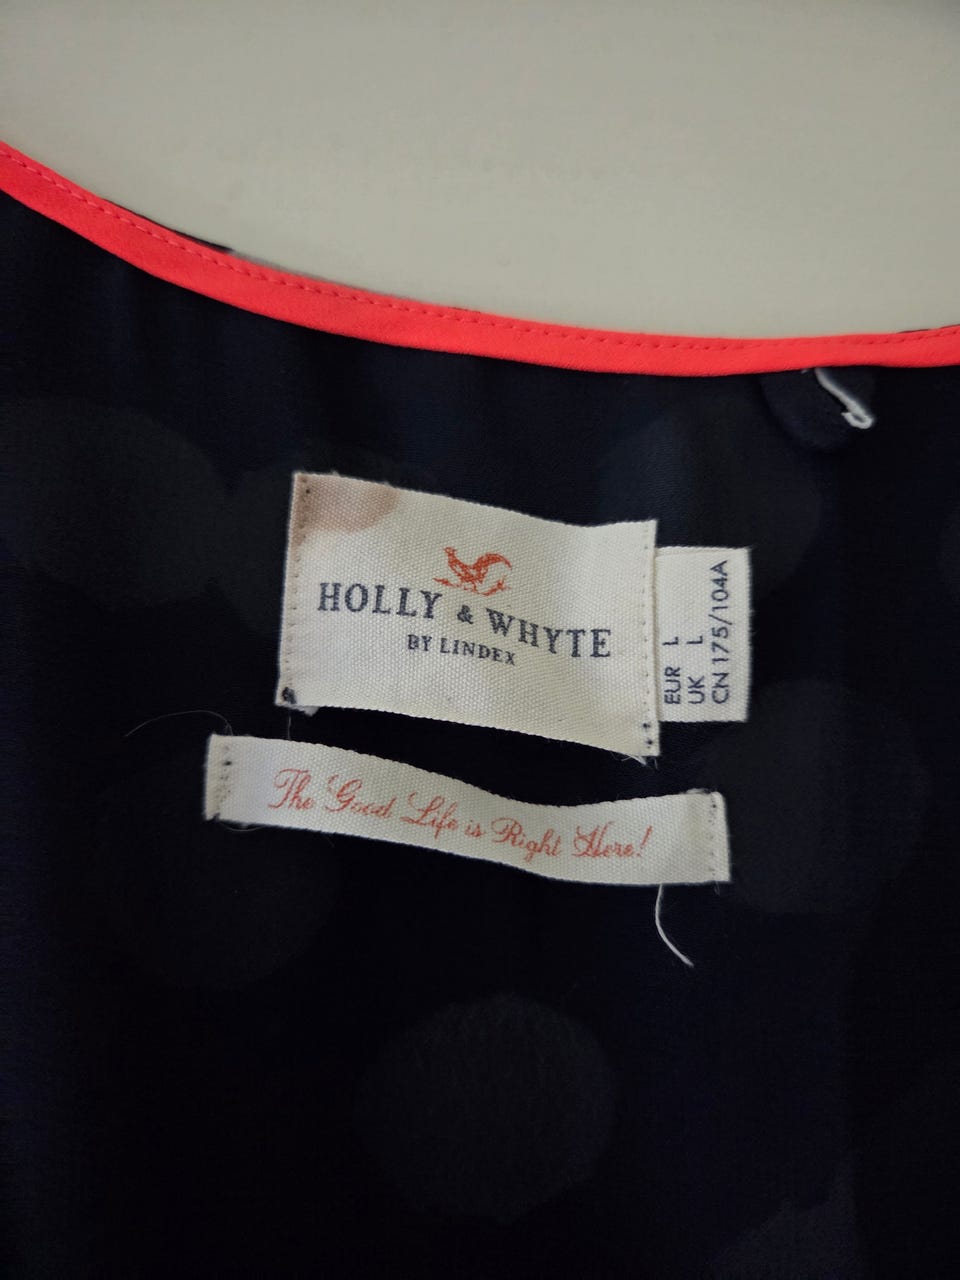 HOLLY & WHYTE
BY LINDEX
EUR L
UK L
CN 175/104A
The Good Life is Right Here!